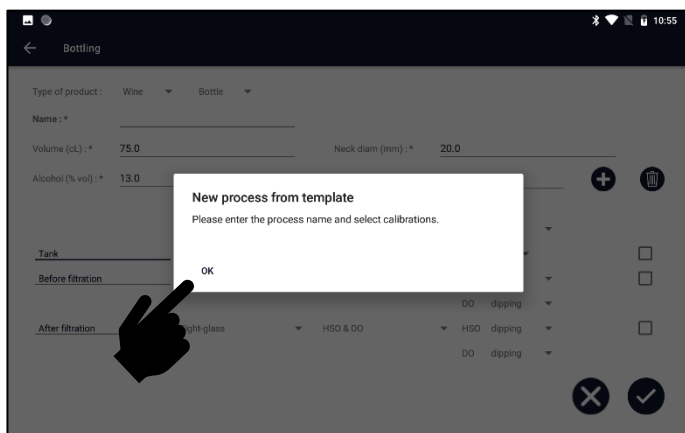 10:55
Bottling
Type of product : Wine Bottle
Name : *
Volume (cL) : * 75.0 Neck diam (mm) : * 20.0
Alcohol (% vol) : * 13.0
New process from template
Please enter the process name and select calibrations.
Tank
OK
Before filtration
DO dipping
After filtration ight-glass HSO & DO HSO dipping
DO dipping